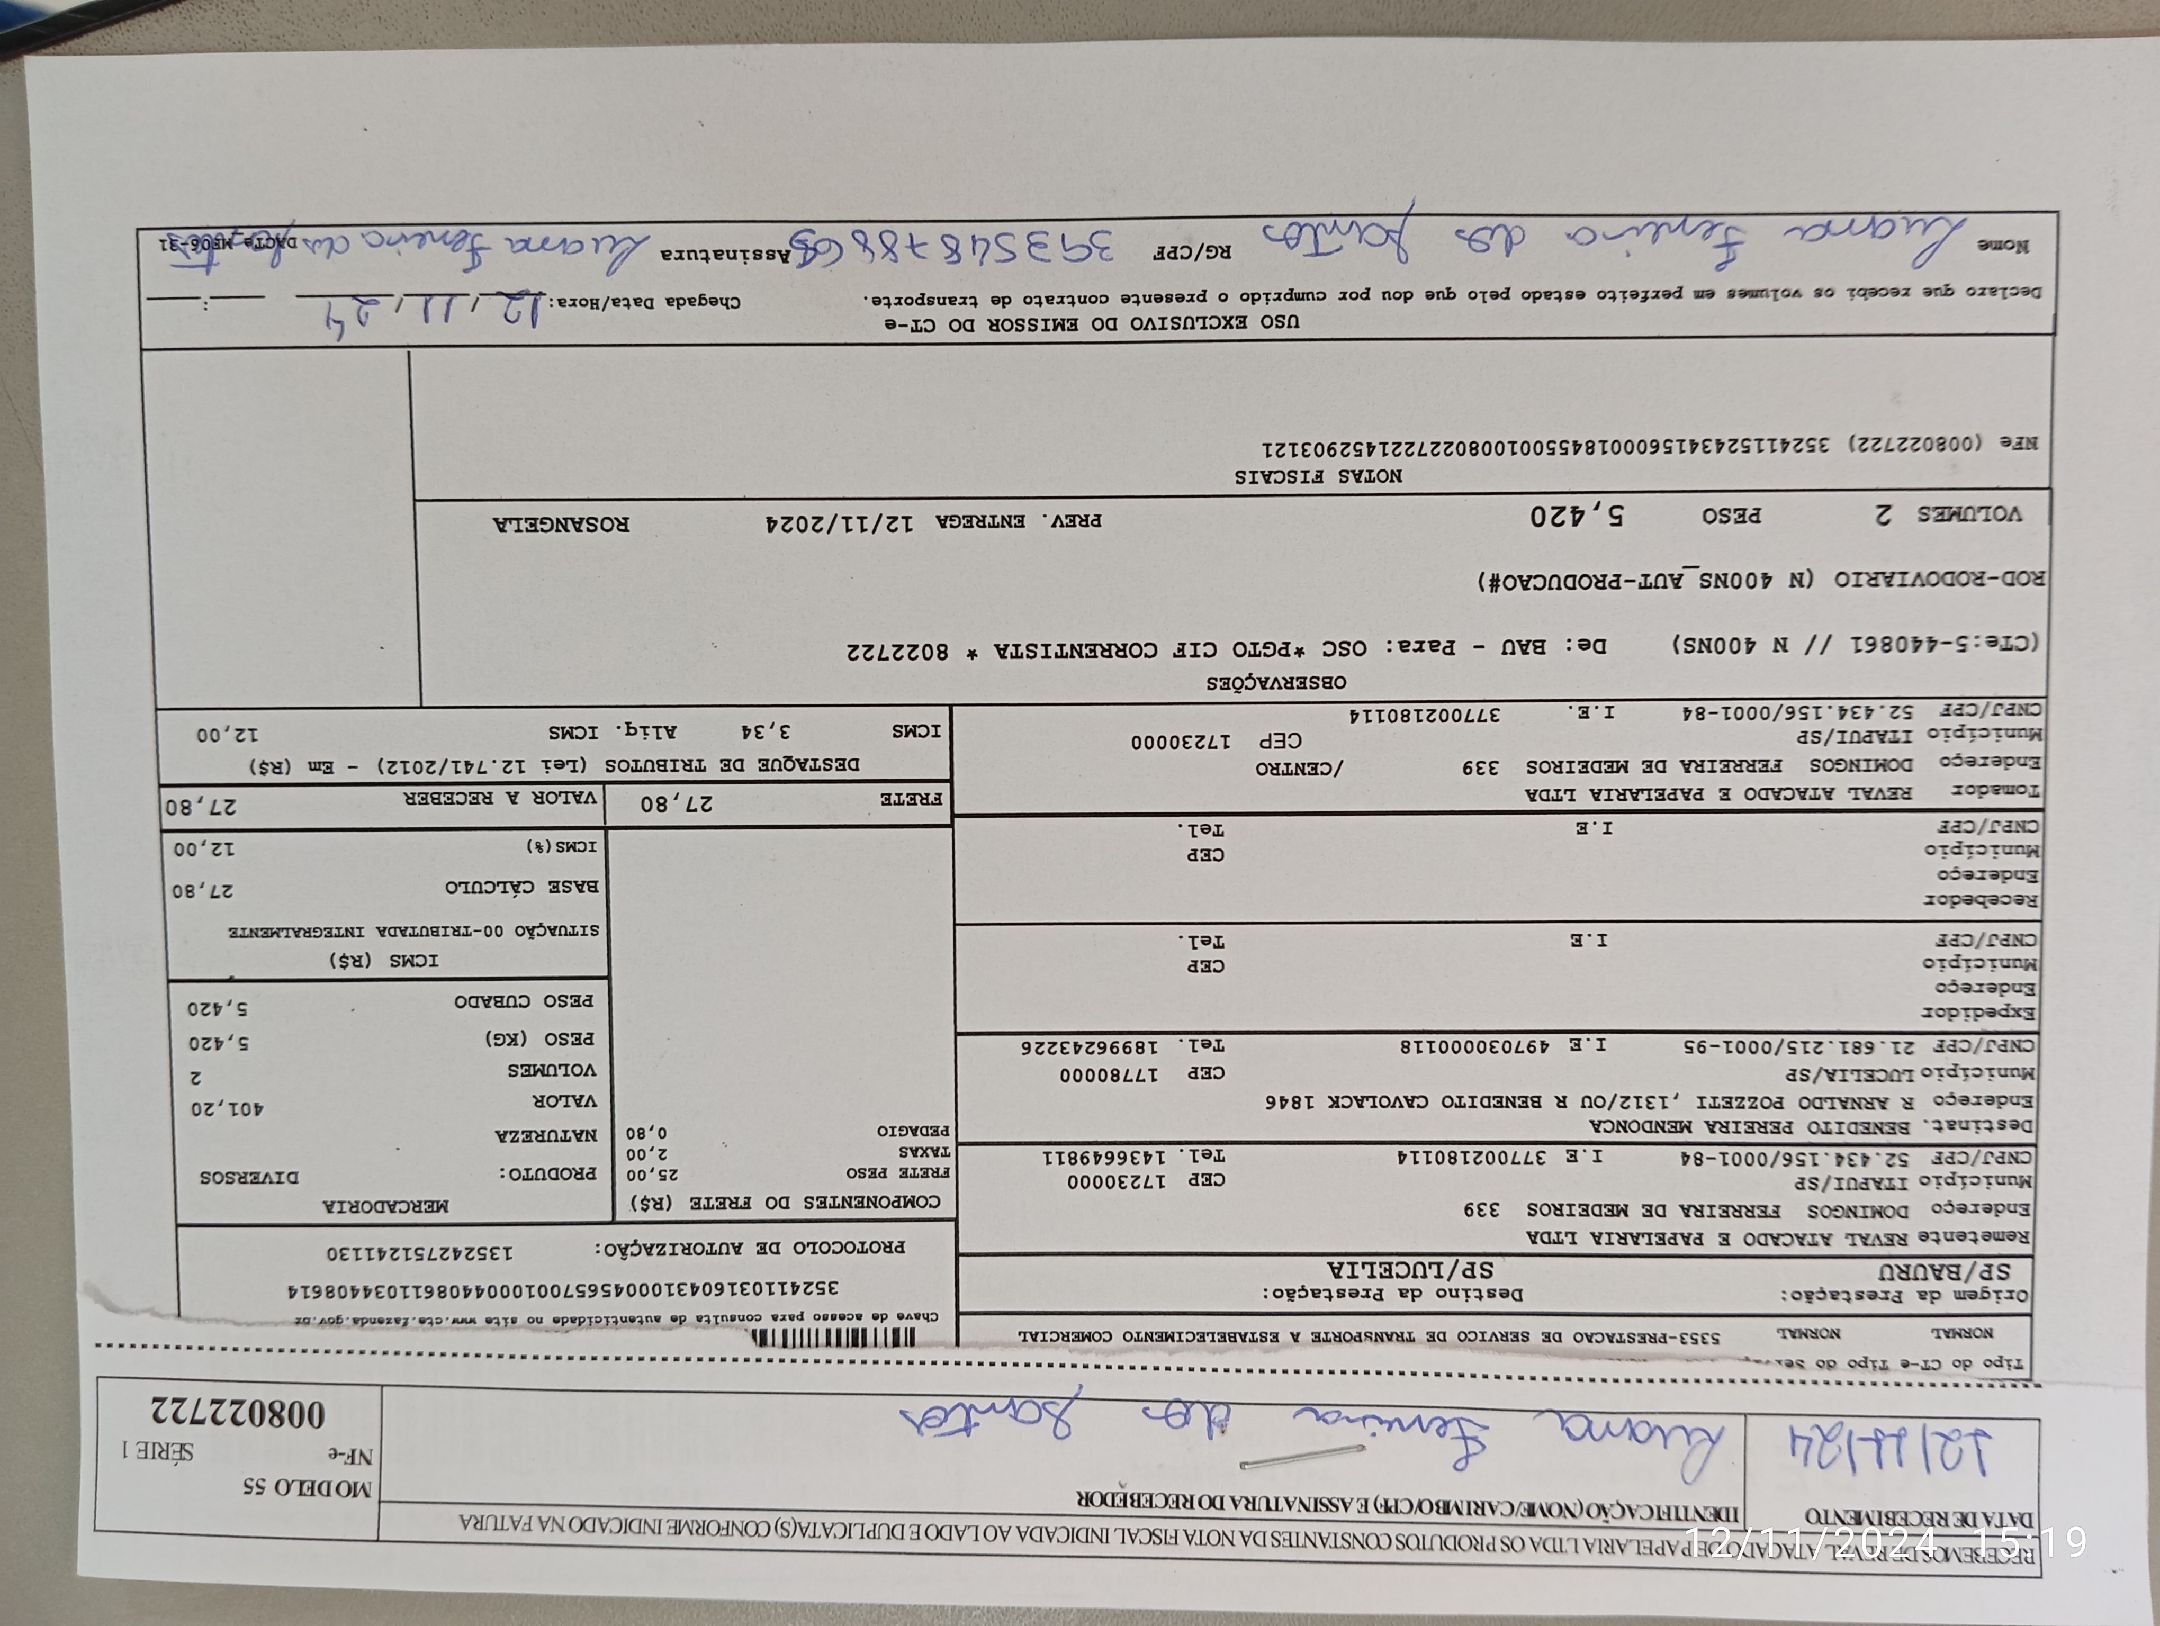 RECEBEMOS DE REVAL ATACADO DE PAPELARIA LTDA OS PRODUTOS CONSTANTES DA NOTA FISCAL INDICADA AO LADO E DUPLICATA(S) CONFORME INDICADO NA FATURA
DATA DE RECEBIMENTO
12/11/24
IDENTIFICAÇÃO (NOME/CARIMBO/CPF) E ASSINATURA DO RECEBEDOR
Luana Ferreira dos Santos
MODELO 55
NF-e SÉRIE 1
008022722
Tipo do CT-e Tipo do
NORMAL NORMAL 5353-PRESTACAO DE SERVICO DE TRANSPORTE A ESTABELECIMENTO COMERCIAL
Origem da Prestação: Destino da Prestação:
SP/BAURU SP/LUCELIA
Remetente REVAL ATACADO E PAPELARIA LTDA
Endereço DOMINGOS FERREIRA DE MEDEIROS 339
Município ITAPUI/SP CEP 17230000
CNPJ/CPF 52.434.156/0001-84 I.E 377002180114 Tel. 1436649811
Destinat. BENEDITO PEREIRA MENDONCA
Endereço R ARNALDO POZZETI ,1312/OU R BENEDITO CAVOLACK 1846
Município LUCELIA/SP CEP 17780000
CNPJ/CPF 21.681.215/0001-95 I.E 497030000118 Tel. 18996243226
Expedidor
Endereço
Município CEP
CNPJ/CPF I.E Tel.
Recebedor
Endereço
Município CEP
CNPJ/CPF I.E Tel.
Tomador REVAL ATACADO E PAPELARIA LTDA
Endereço DOMINGOS FERREIRA DE MEDEIROS 339 /CENTRO
Município ITAPUI/SP CEP 17230000
CNPJ/CPF 52.434.156/0001-84 I.E. 377002180114
Chave de acesso para consulta de autenticidade no site www.cte.fazenda.gov.br
35241110316043100045657001000440861103440861​4
PROTOCOLO DE AUTORIZAÇÃO: 135242751241130
COMPONENTES DO FRETE (R$)
FRETE PESO 25,00
TAXAS 2,00
PEDAGIO 0,80
MERCADORIA
PRODUTO: DIVERSOS
NATUREZA
VALOR 401,20
VOLUMES 2
PESO (KG) 5,420
PESO CUBADO 5,420
ICMS (R$)
SITUAÇÃO 00-TRIBUTADA INTEGRALMENTE
BASE CÁLCULO 27,80
ICMS(%) 12,00
FRETE 27,80 VALOR A RECEBER 27,80
DESTAQUE DE TRIBUTOS (Lei 12.741/2012) - Em (R$)
ICMS 3,34 Aliq. ICMS 12,00
OBSERVAÇÕES
(CTe:5-440861 // N 400NS) De: BAU - Para: OSC *PGTO CIF CORRENTISTA * 8022722
ROD-RODOVIARIO (N 400NS_AUT-PRODUCAO#)
VOLUMES 2 PESO 5,420 PREV. ENTREGA 12/11/2024 ROSANGELA
NOTAS FISCAIS
NFe (008022722) 35241152434156000184550010080227221452903121
USO EXCLUSIVO DO EMISSOR DO CT-e
Declaro que recebi os volumes em perfeito estado pelo que dou por cumprido o presente contrato de transporte. Chegada Data/Hora: 12/11/24 __:__
Nome Luana Ferreira dos Santos RG/CPF Assinatura Luana Ferreira dos Santos DACTe MF06-31
12/11/2024 15:19